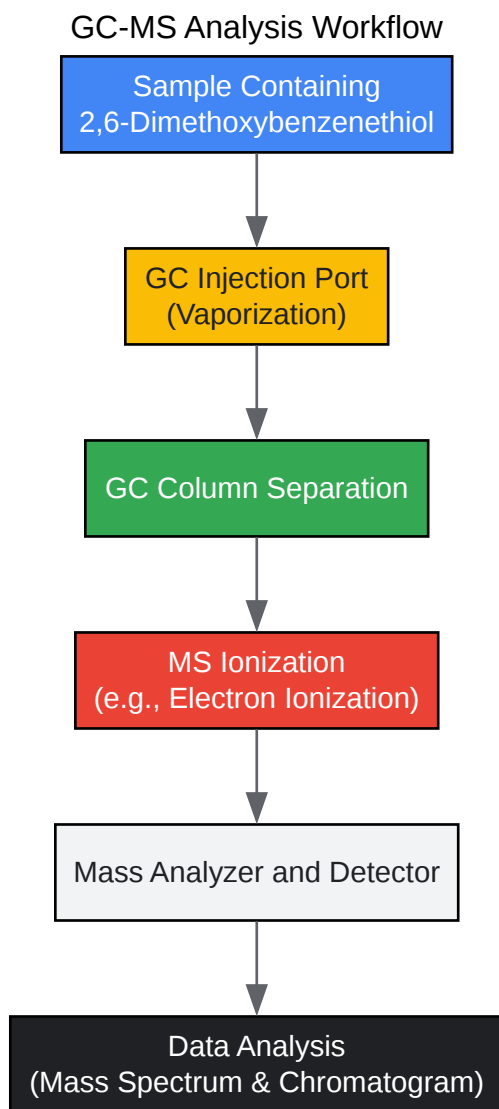 GC-MS Analysis Workflow
Sample Containing
2,6-Dimethoxybenzenethiol
GC Injection Port
(Vaporization)
GC Column Separation
MS Ionization
(e.g., Electron Ionization)
Mass Analyzer and Detector
Data Analysis
(Mass Spectrum & Chromatogram)